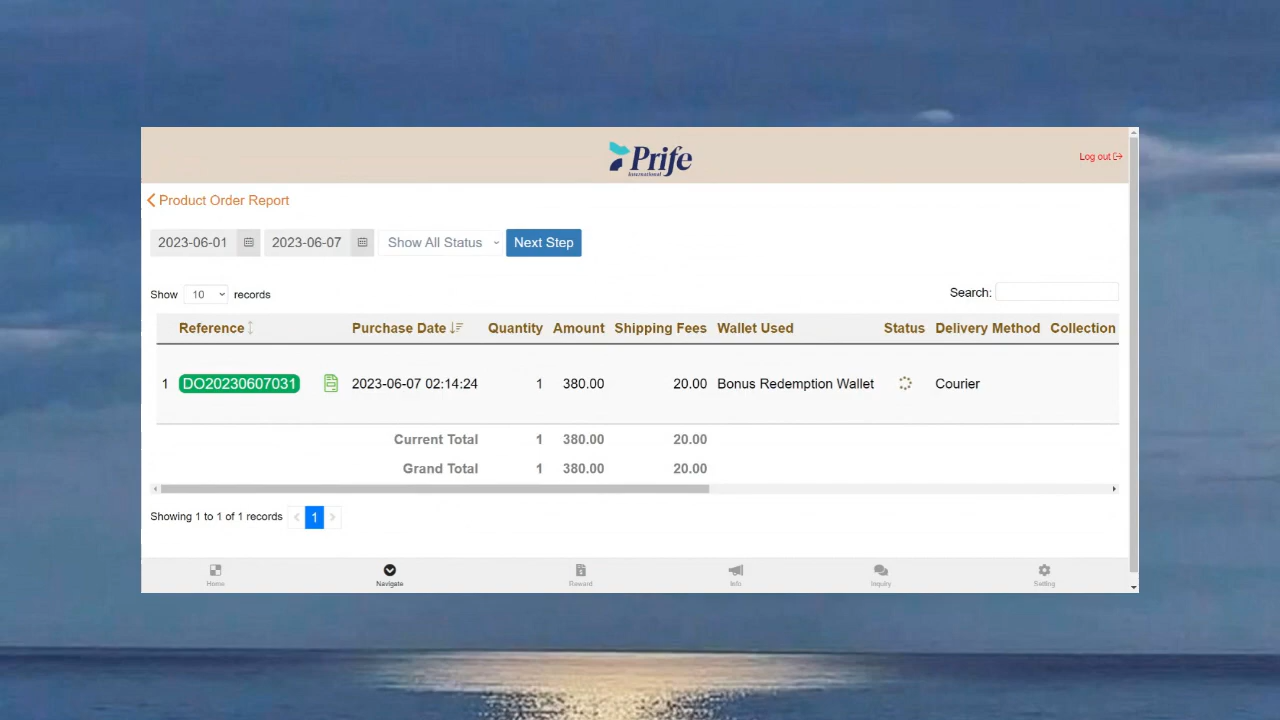 Prife
International
Log out
Product Order Report
2023-06-01 2023-06-07 Show All Status Next Step
Show 10 records Search:
Reference Purchase Date Quantity Amount Shipping Fees Wallet Used Status Delivery Method Collection
1 DO20230607031 2023-06-07 02:14:24 1 380.00 20.00 Bonus Redemption Wallet Courier
Current Total 1 380.00 20.00
Grand Total 1 380.00 20.00
Showing 1 to 1 of 1 records < 1 >
Home Navigate Reward Info Inquiry Setting